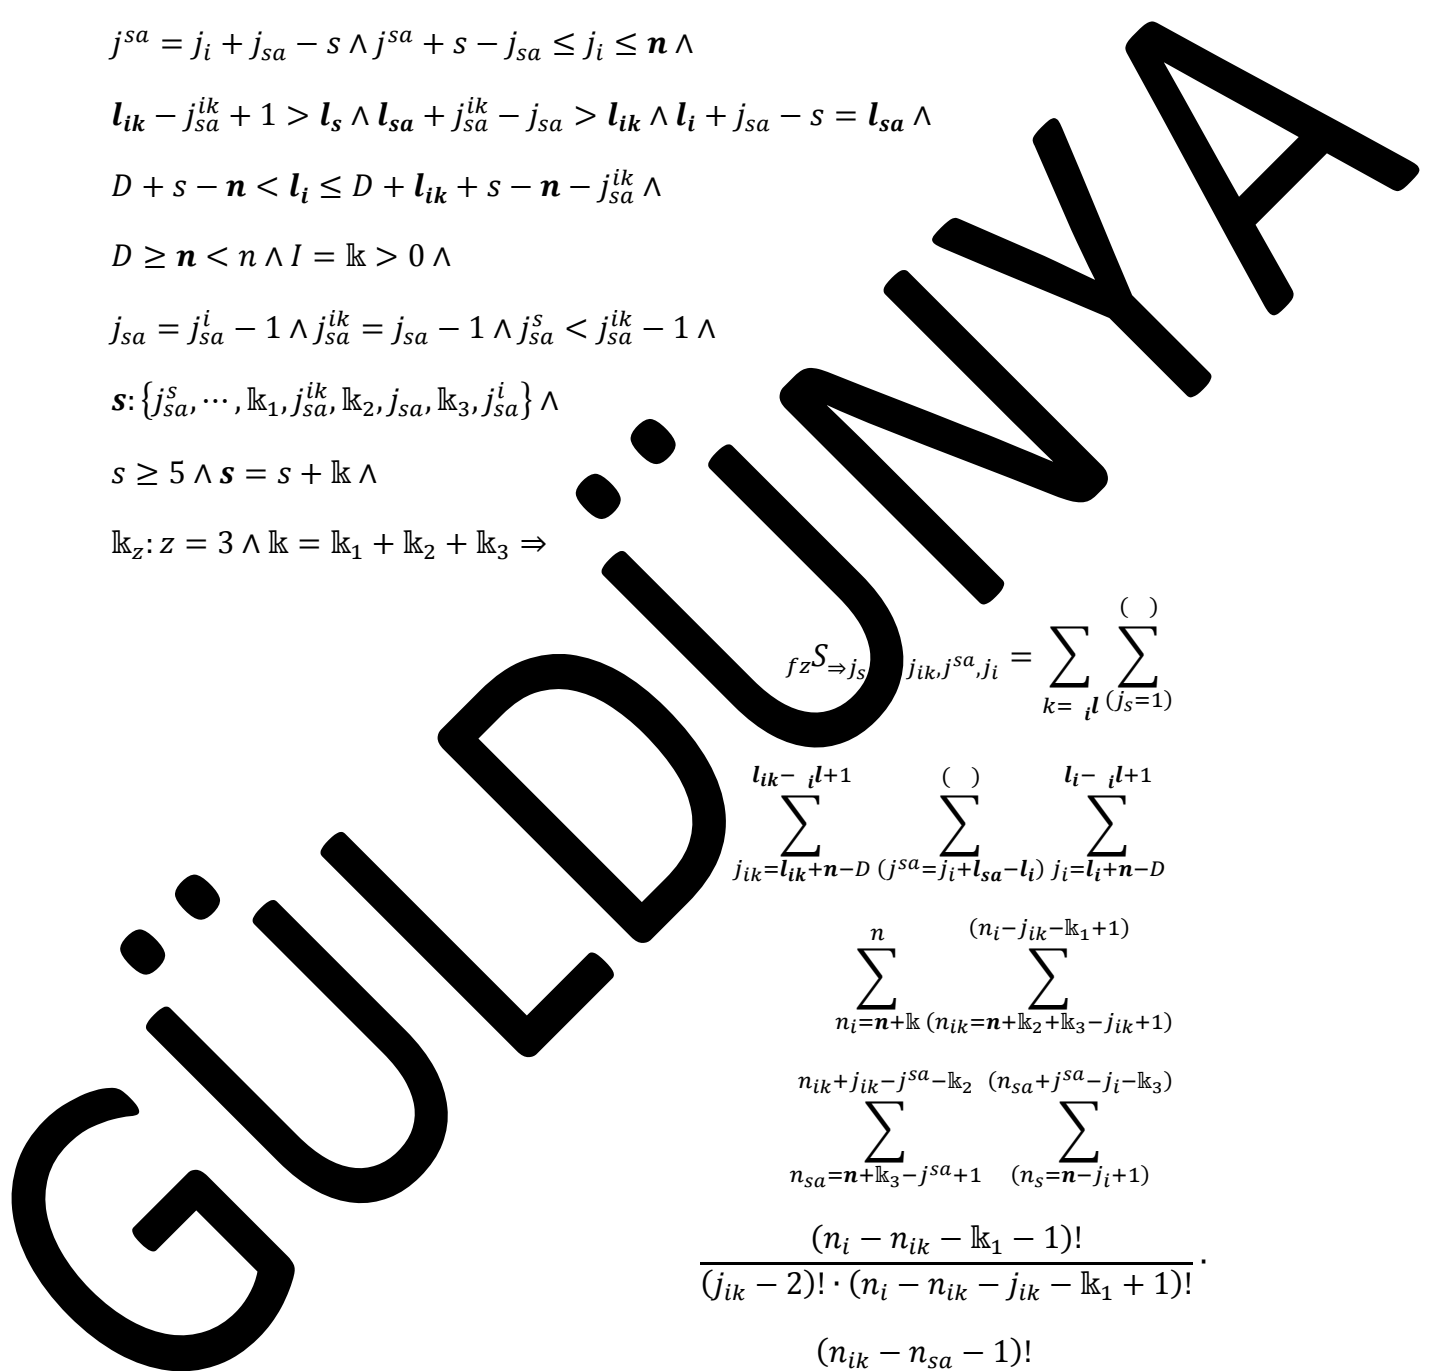 j^{sa} = j_i + j_{sa} − s ∧ j^{sa} + s − j_{sa} ≤ j_i ≤ 𝒏 ∧
𝒍_{𝒊𝒌} − j_{sa}^{ik} + 1 > 𝒍_𝒔 ∧ 𝒍_{𝒔𝒂} + j_{sa}^{ik} − j_{sa} > 𝒍_{𝒊𝒌} ∧ 𝒍_𝒊 + j_{sa} − s = 𝒍_{𝒔𝒂} ∧
D + s − 𝒏 < 𝒍_𝒊 ≤ D + 𝒍_{𝒊𝒌} + s − 𝒏 − j_{sa}^{ik} ∧
D ≥ 𝒏 < n ∧ I = 𝕜 > 0 ∧
j_{sa} = j_{sa}^{i} − 1 ∧ j_{sa}^{ik} = j_{sa} − 1 ∧ j_{sa}^{s} < j_{sa}^{ik} − 1 ∧
𝒔: {j_{sa}^{s}, ⋯ , 𝕜_1, j_{sa}^{ik}, 𝕜_2, j_{sa}, 𝕜_3, j_{sa}^{i}} ∧
s ≥ 5 ∧ 𝒔 = s + 𝕜 ∧
𝕜_z: z = 3 ∧ 𝕜 = 𝕜_1 + 𝕜_2 + 𝕜_3 ⇒
_{fz}S_{⇒j_s j_{ik},j^{sa},j_i} = ∑_{k= _𝒊𝒍} ∑_{(j_s=1)}^{( )}
∑_{j_{ik}=𝒍_{𝒊𝒌}+𝒏−D}^{𝒍_{𝒊𝒌}− _𝒊𝒍+1} ∑_{(j^{sa}=j_i+𝒍_{𝒔𝒂}−𝒍_𝒊)}^{( )} ∑_{j_i=𝒍_𝒊+𝒏−D}^{𝒍_𝒊− _𝒊𝒍+1}
∑_{n_i=𝒏+𝕜}^{n} ∑_{(n_{ik}=𝒏+𝕜_2+𝕜_3−j_{ik}+1)}^{(n_i−j_{ik}−𝕜_1+1)}
∑_{n_{sa}=𝒏+𝕜_3−j^{sa}+1}^{n_{ik}+j_{ik}−j^{sa}−𝕜_2} ∑_{(n_s=𝒏−j_i+1)}^{(n_{sa}+j^{sa}−j_i−𝕜_3)}
(n_i − n_{ik} − 𝕜_1 − 1)!
(j_{ik} − 2)! · (n_i − n_{ik} − j_{ik} − 𝕜_1 + 1)! ·
(n_{ik} − n_{sa} − 1)!
GÜLDÜNYA